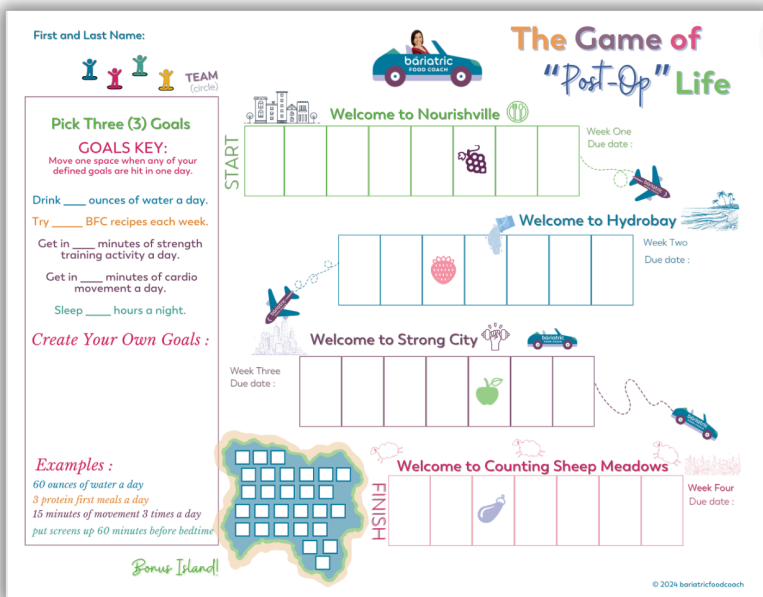 First and Last Name:
TEAM
(circle)
bariatric
FOOD COACH
The Game of
"Post-Op" Life
Pick Three (3) Goals
GOALS KEY:
Move one space when any of your
defined goals are hit in one day.
Drink ____ ounces of water a day.
Try _____ BFC recipes each week.
Get in ____ minutes of strength
training activity a day.
Get in ____ minutes of cardio
movement a day.
Sleep ____ hours a night.
Create Your Own Goals :
Examples :
60 ounces of water a day
3 protein first meals a day
15 minutes of movement 3 times a day
put screens up 60 minutes before bedtime
Bonus Island!
START
Welcome to Nourishville
Week One
Due date :
Welcome to Hydrobay
Week Two
Due date :
Welcome to Strong City
Week Three
Due date :
Welcome to Counting Sheep Meadows
FINISH
Week Four
Due date :
© 2024 bariatricfoodcoach